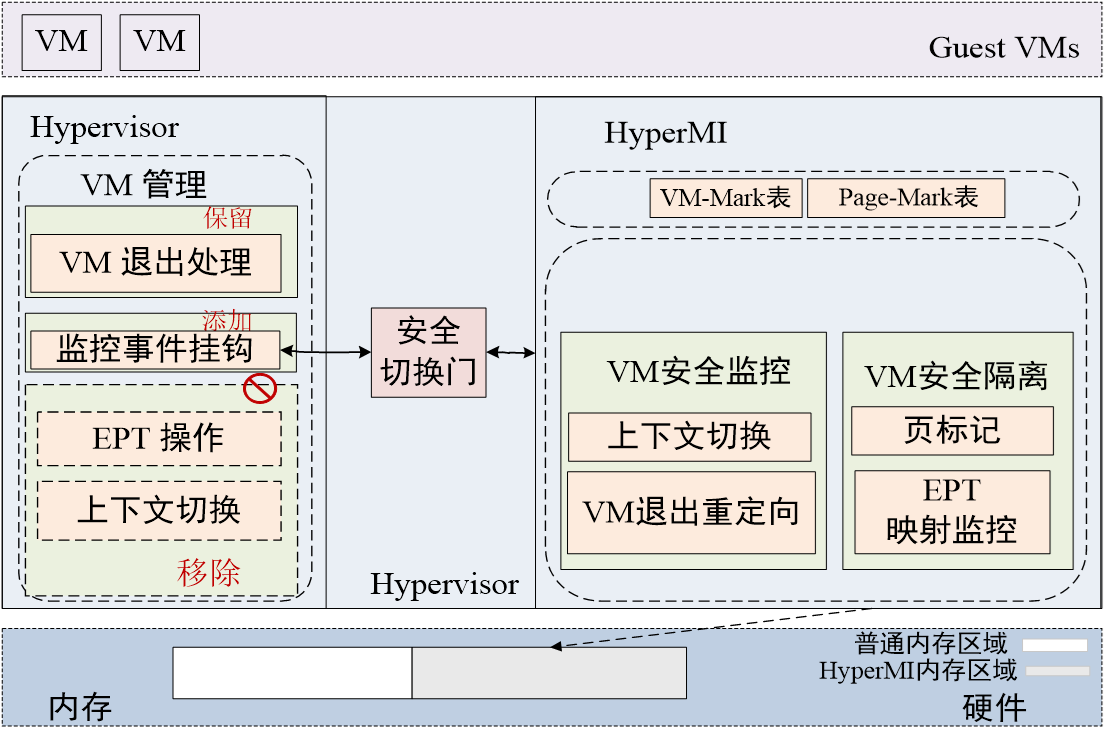 VM
VM
Guest VMs
Hypervisor
VM 管理
保留
VM 退出处理
添加
监控事件挂钩
EPT 操作
上下文切换
移除
安全
切换门
Hypervisor
HyperMI
VM-Mark表
Page-Mark表
VM安全监控
上下文切换
VM退出重定向
VM安全隔离
页标记
EPT
映射监控
普通内存区域
HyperMI内存区域
内存
硬件